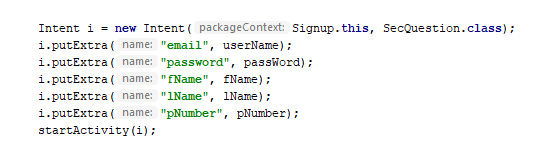 Intent i = new Intent( packageContext: Signup.this, SecQuestion.class);
i.putExtra( name: "email", userName);
i.putExtra( name: "password", passWord);
i.putExtra( name: "fName", fName);
i.putExtra( name: "lName", lName);
i.putExtra( name: "pNumber", pNumber);
startActivity(i);